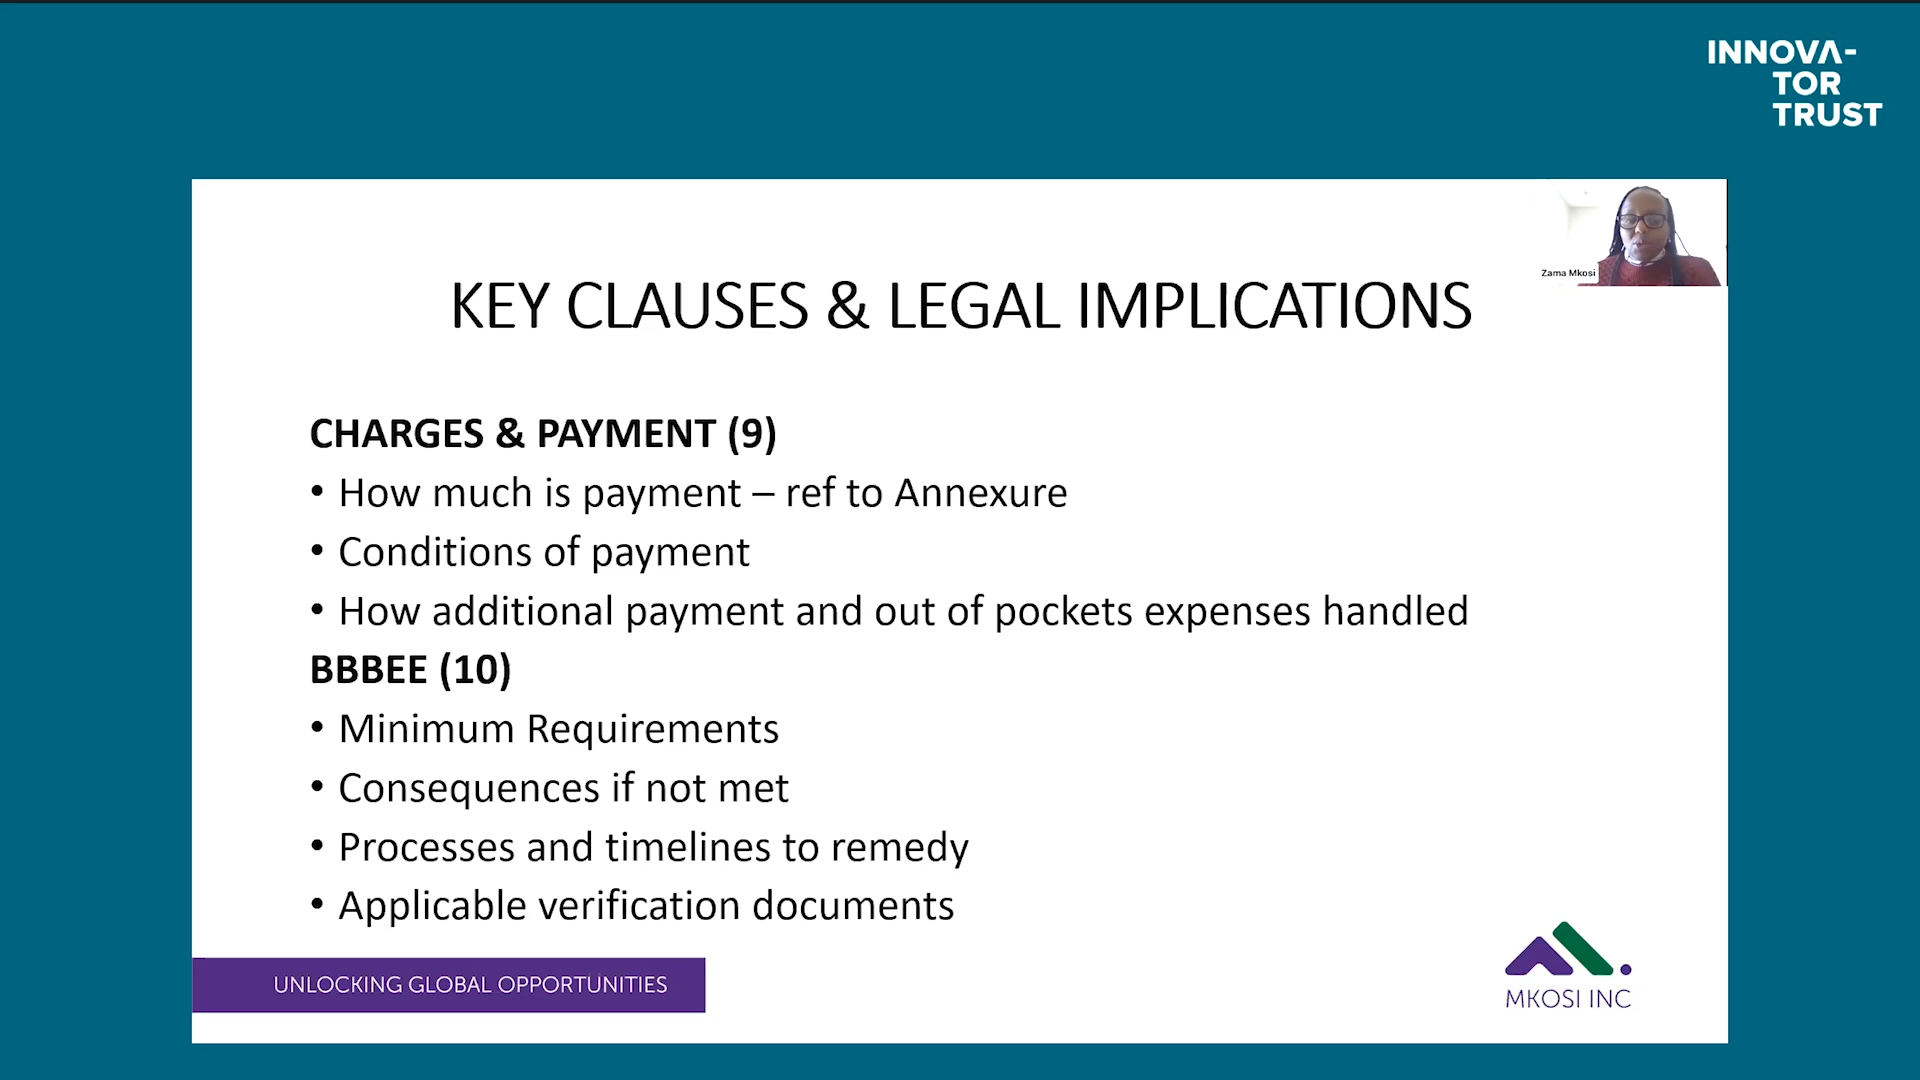 INNOVA-
TOR
TRUST
Zama Mkosi
KEY CLAUSES & LEGAL IMPLICATIONS
CHARGES & PAYMENT (9)
• How much is payment – ref to Annexure
• Conditions of payment
• How additional payment and out of pockets expenses handled
BBBEE (10)
• Minimum Requirements
• Consequences if not met
• Processes and timelines to remedy
• Applicable verification documents
UNLOCKING GLOBAL OPPORTUNITIES
MKOSI INC